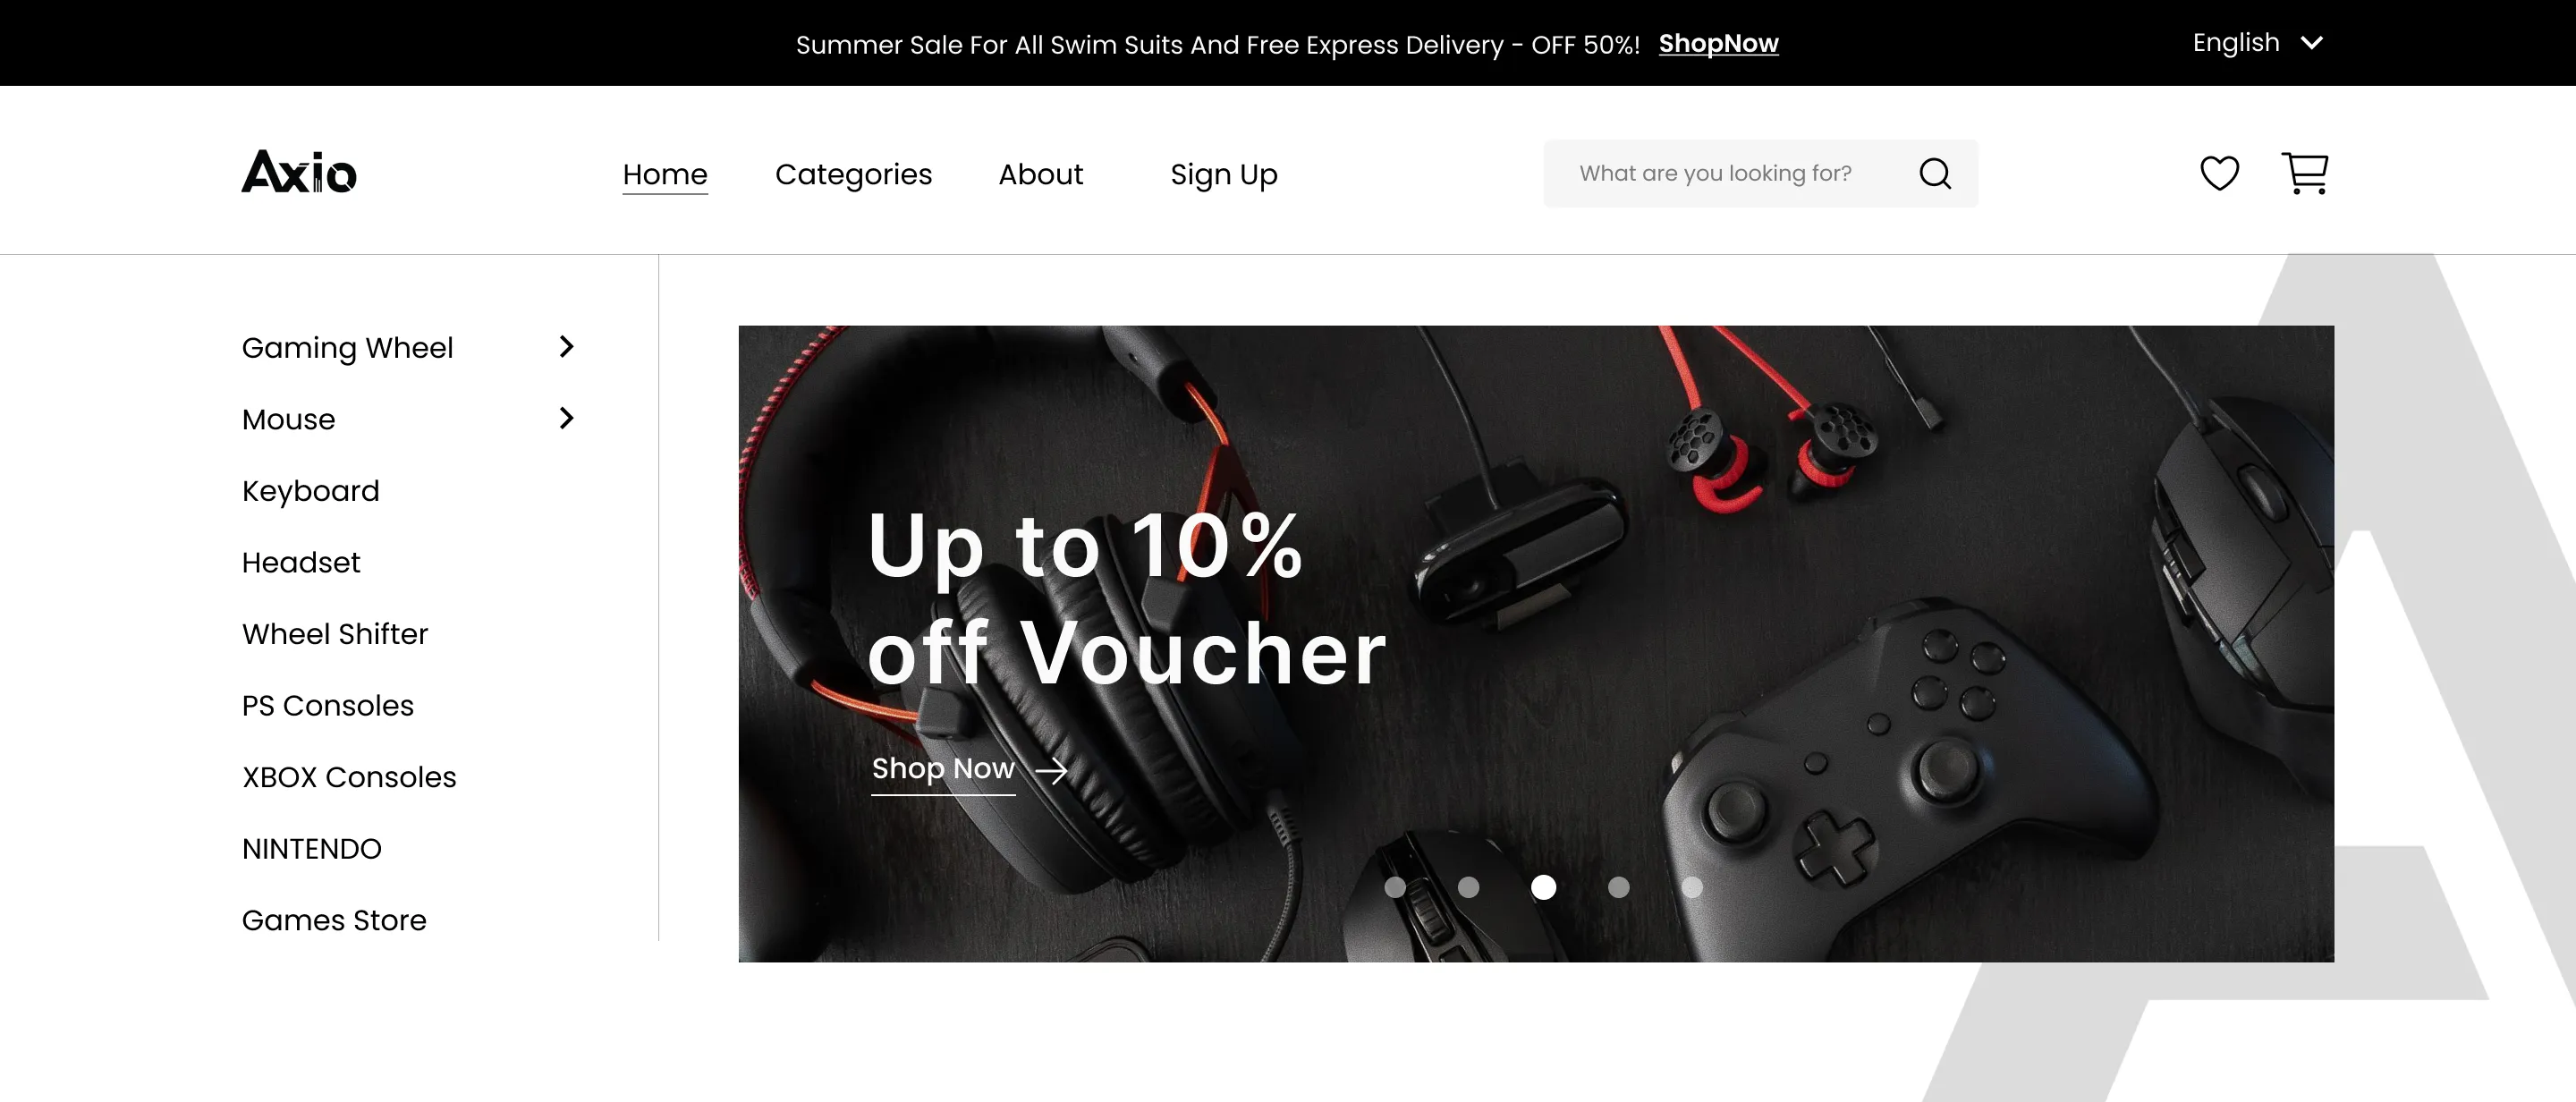 Summer Sale For All Swim Suits And Free Express Delivery - OFF 50%! ShopNow
English
Axio
Home Categories About Sign Up
What are you looking for?
Gaming Wheel
Mouse
Keyboard
Headset
Wheel Shifter
PS Consoles
XBOX Consoles
NINTENDO
Games Store
Up to 10%
off Voucher
Shop Now